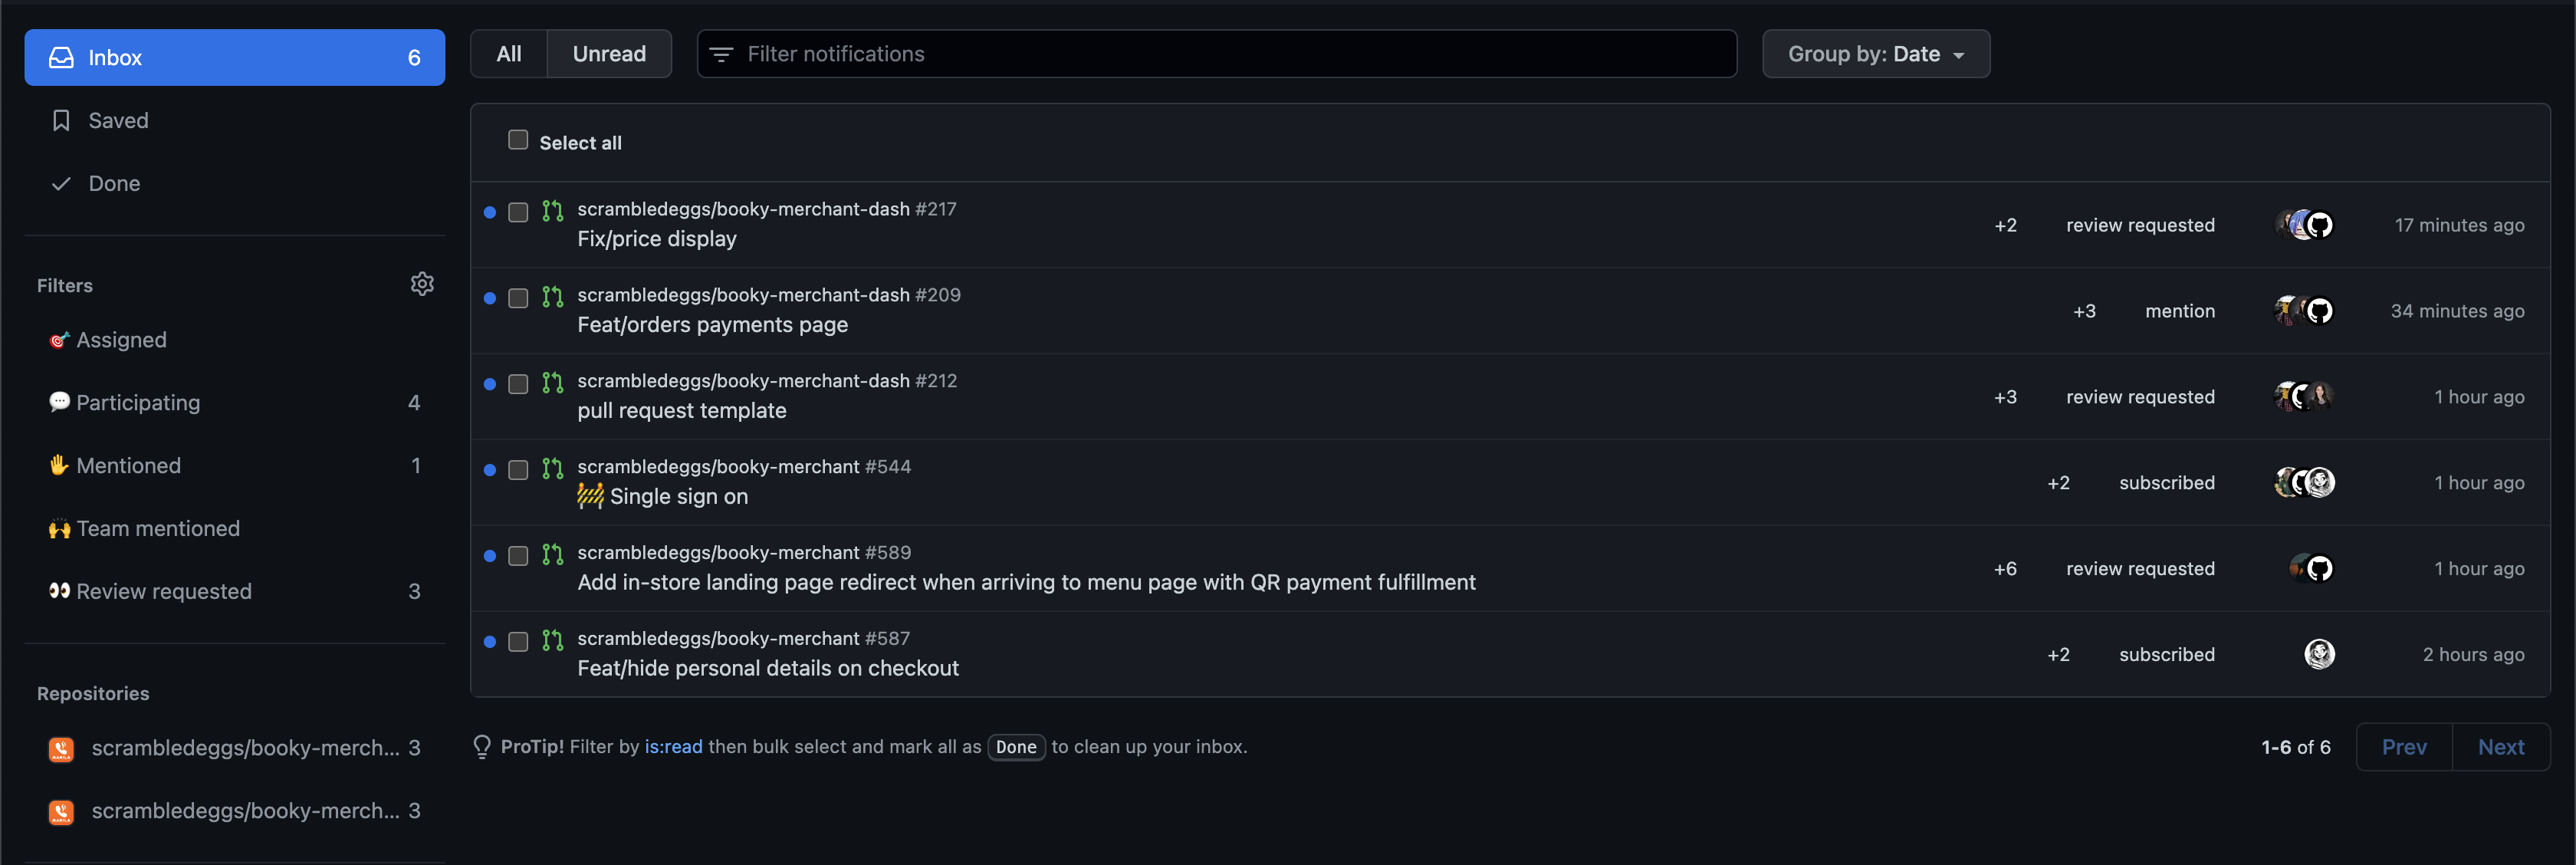 Inbox 6
Saved
Done
Filters
Assigned
Participating 4
Mentioned 1
Team mentioned
Review requested 3
Repositories
scrambledeggs/booky-merch... 3
scrambledeggs/booky-merch... 3
All Unread Filter notifications Group by: Date
Select all
scrambledeggs/booky-merchant-dash #217
Fix/price display
+2 review requested 17 minutes ago
scrambledeggs/booky-merchant-dash #209
Feat/orders payments page
+3 mention 34 minutes ago
scrambledeggs/booky-merchant-dash #212
pull request template
+3 review requested 1 hour ago
scrambledeggs/booky-merchant #544
🚧 Single sign on
+2 subscribed 1 hour ago
scrambledeggs/booky-merchant #589
Add in-store landing page redirect when arriving to menu page with QR payment fulfillment
+6 review requested 1 hour ago
scrambledeggs/booky-merchant #587
Feat/hide personal details on checkout
+2 subscribed 2 hours ago
ProTip! Filter by is:read then bulk select and mark all as Done to clean up your inbox.
1-6 of 6 Prev Next